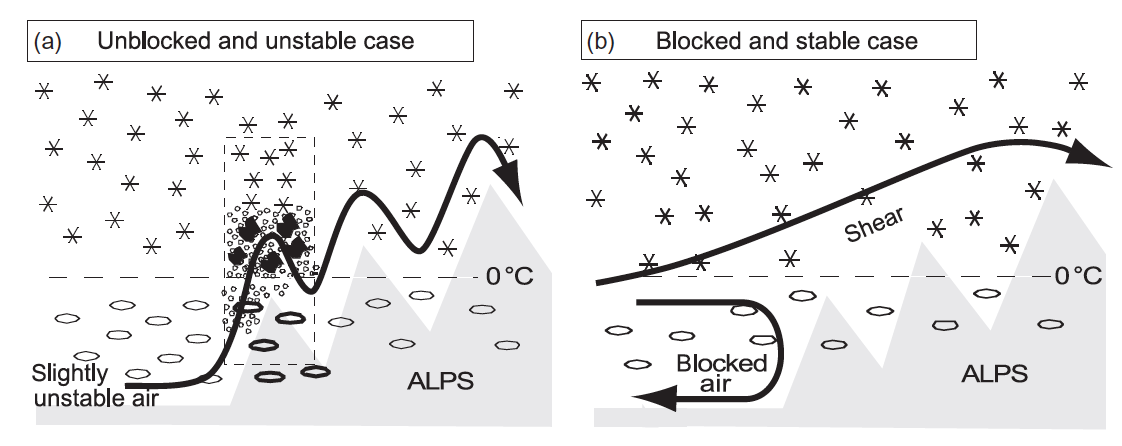 (a) Unblocked and unstable case
0°C
Slightly
unstable air
ALPS
(b) Blocked and stable case
Shear
0°C
Blocked
air
ALPS